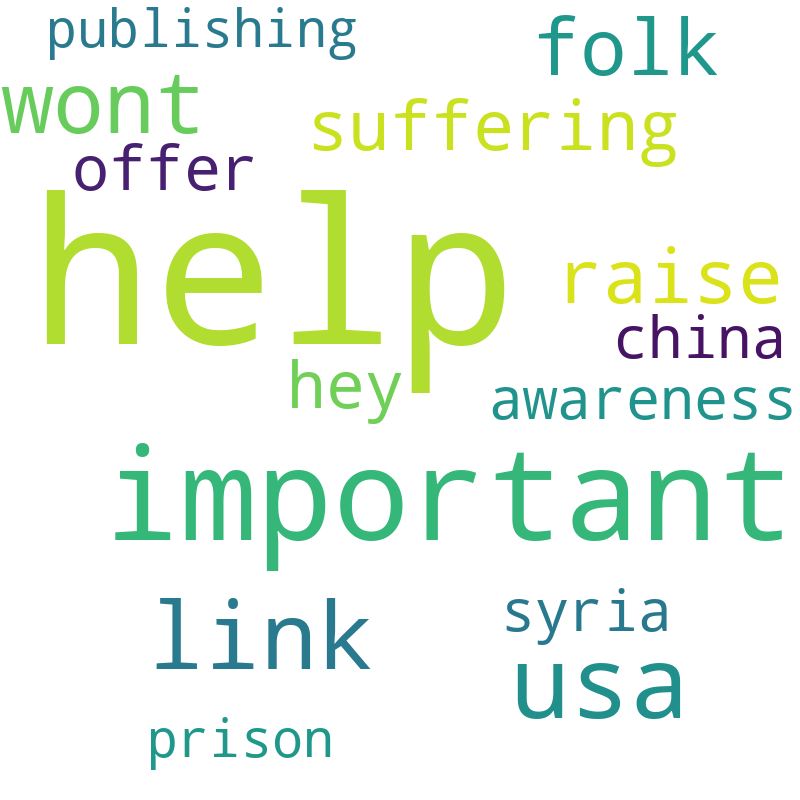 publishing
folk
wont
suffering
offer
help
raise
china
hey
awareness
important
link
syria
usa
prison